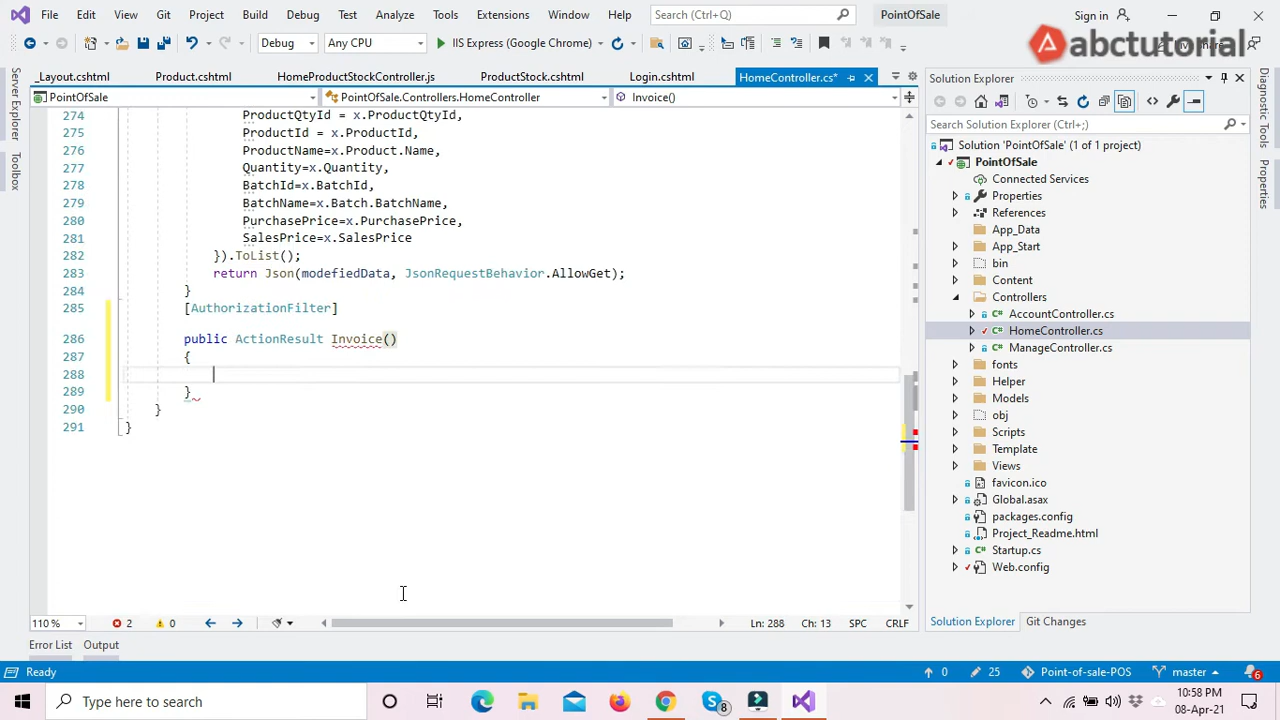 File Edit View Git Project Build Debug Test Analyze Tools Extensions Window Help Search (Ctrl+;) PointOfSale Sign in
Debug Any CPU IIS Express (Google Chrome)
abctutorial
_Layout.cshtml Product.cshtml HomeProductStockController.js ProductStock.cshtml Login.cshtml HomeController.cs*
PointOfSale PointOfSale.Controllers.HomeController Invoice()
Server Explorer
Toolbox
274 ProductQtyId = x.ProductQtyId,
275 ProductId = x.ProductId,
276 ProductName=x.Product.Name,
277 Quantity=x.Quantity,
278 BatchId=x.BatchId,
279 BatchName=x.Batch.BatchName,
280 PurchasePrice=x.PurchasePrice,
281 SalesPrice=x.SalesPrice
282 }).ToList();
283 return Json(modefiedData, JsonRequestBehavior.AllowGet);
284 }
285 [AuthorizationFilter]
286 public ActionResult Invoice()
287 {
288
289 }
290 }
291 }
110 % 2 0 Ln: 288 Ch: 13 SPC CRLF
Error List Output
Solution Explorer
Search Solution Explorer (Ctrl+;)
Solution 'PointOfSale' (1 of 1 project)
PointOfSale
Connected Services
Properties
References
App_Data
App_Start
bin
Content
Controllers
AccountController.cs
HomeController.cs
ManageController.cs
fonts
Helper
Models
obj
Scripts
Template
Views
favicon.ico
Global.asax
packages.config
Project_Readme.html
Startup.cs
Web.config
Solution Explorer Git Changes
Diagnostic Tools
Properties
Ready 0 25 Point-of-sale-POS master 6
Type here to search 8 10:58 PM
08-Apr-21